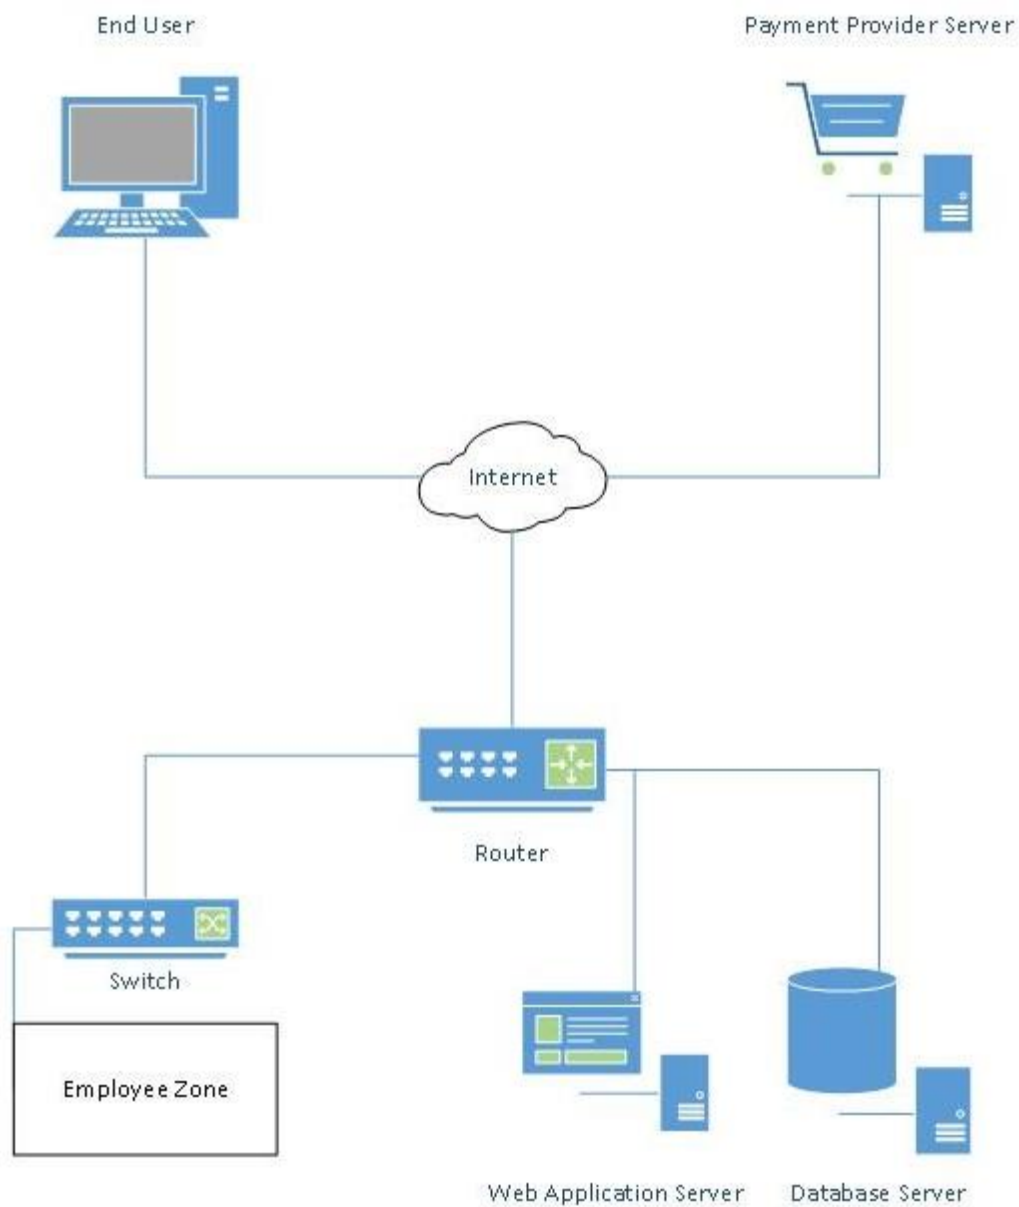 End User
Payment Provider Server
Internet
Router
Switch
Employee Zone
Web Application Server
Database Server